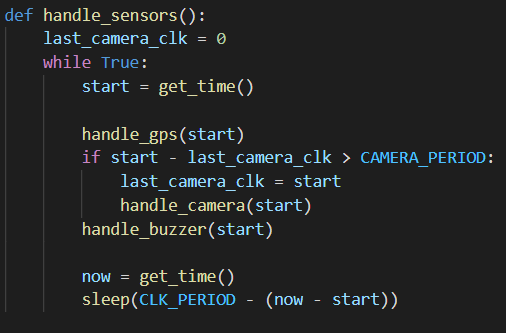 def handle_sensors():
    last_camera_clk = 0
    while True:
        start = get_time()

        handle_gps(start)
        if start - last_camera_clk > CAMERA_PERIOD:
            last_camera_clk = start
            handle_camera(start)
        handle_buzzer(start)

        now = get_time()
        sleep(CLK_PERIOD - (now - start))